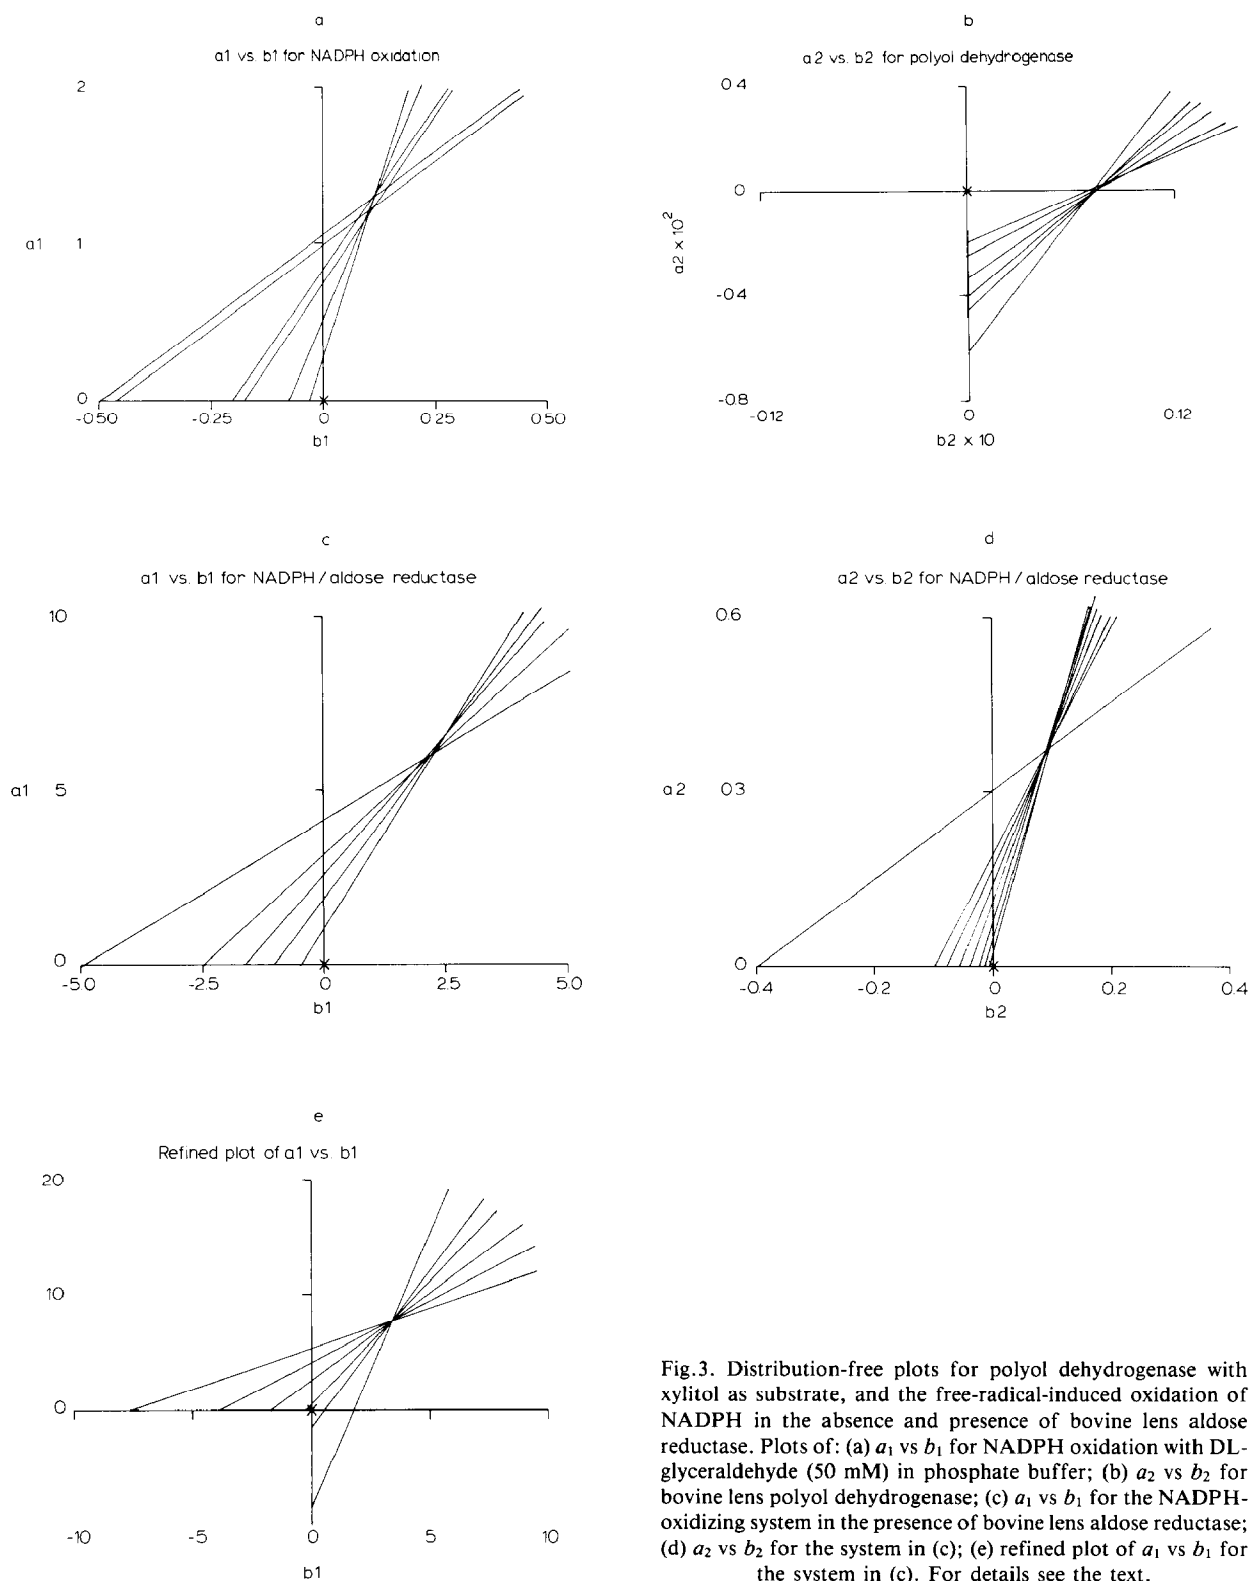 a
a1 vs. b1 for NADPH oxidation
2
a1 1
0
-0.50 -0.25 0 0.25 0.50
b1
b
a2 vs. b2 for polyol dehydrogenase
0.4
0
a2 x 10²
-0.4
-0.8
-0.12 0 0.12
b2 x 10
c
a1 vs. b1 for NADPH / aldose reductase
10
a1 5
0
-5.0 -2.5 0 2.5 5.0
b1
d
a2 vs. b2 for NADPH / aldose reductase
0.6
a2 0.3
0
-0.4 -0.2 0 0.2 0.4
b2
e
Refined plot of a1 vs. b1
20
10
0
-10 -5 0 5 10
b1
Fig.3. Distribution-free plots for polyol dehydrogenase with
xylitol as substrate, and the free-radical-induced oxidation of
NADPH in the absence and presence of bovine lens aldose
reductase. Plots of: (a) a₁ vs b₁ for NADPH oxidation with DL-
glyceraldehyde (50 mM) in phosphate buffer; (b) a₂ vs b₂ for
bovine lens polyol dehydrogenase; (c) a₁ vs b₁ for the NADPH-
oxidizing system in the presence of bovine lens aldose reductase;
(d) a₂ vs b₂ for the system in (c); (e) refined plot of a₁ vs b₁ for
the system in (c). For details see the text.